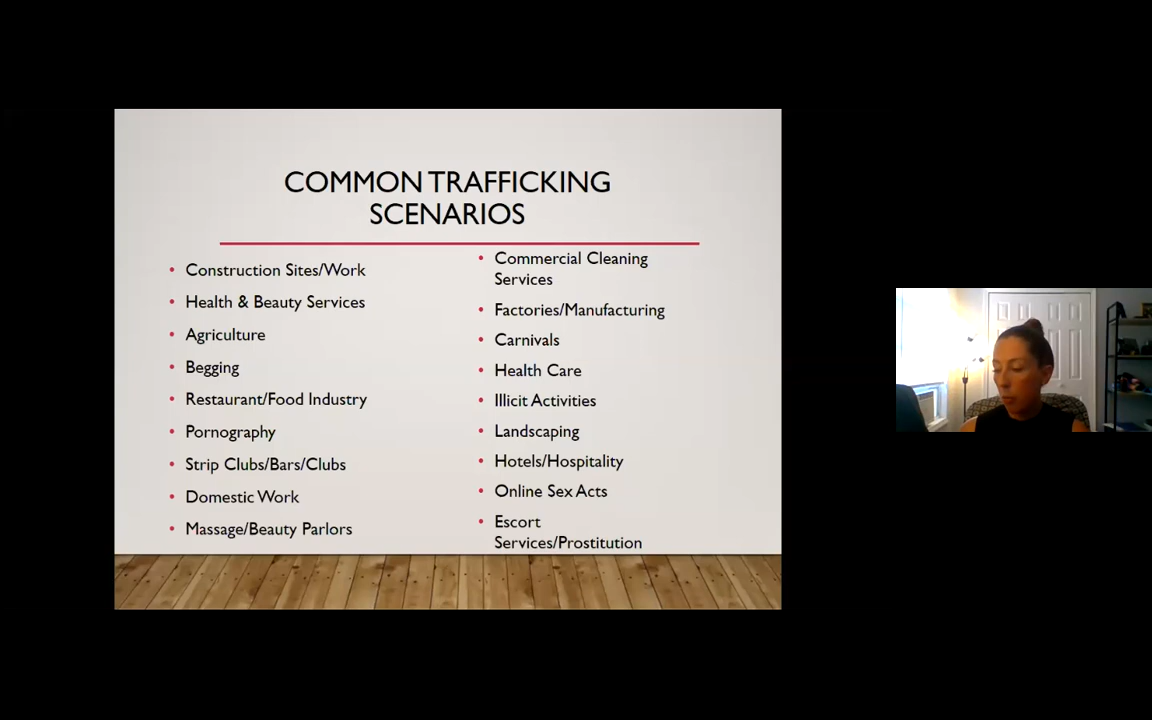 COMMON TRAFFICKING
SCENARIOS
• Construction Sites/Work
• Health & Beauty Services
• Agriculture
• Begging
• Restaurant/Food Industry
• Pornography
• Strip Clubs/Bars/Clubs
• Domestic Work
• Massage/Beauty Parlors
• Commercial Cleaning
Services
• Factories/Manufacturing
• Carnivals
• Health Care
• Illicit Activities
• Landscaping
• Hotels/Hospitality
• Online Sex Acts
• Escort
Services/Prostitution